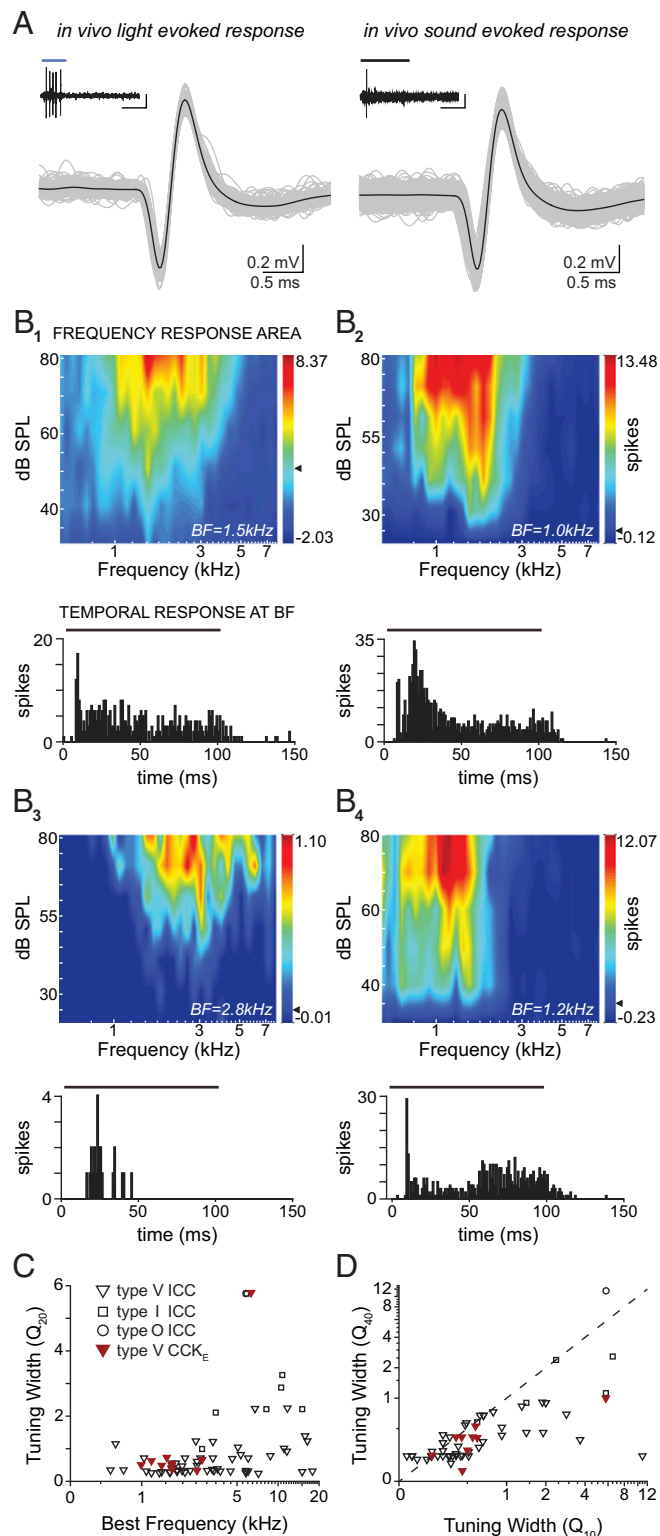 A
in vivo light evoked response
in vivo sound evoked response
0.2 mV
0.5 ms
0.2 mV
0.5 ms
B1 FREQUENCY RESPONSE AREA
B2
80
60
40
dB SPL
8.37
-2.03
BF=1.5kHz
1 3 5 7
Frequency (kHz)
80
55
30
dB SPL
13.48
spikes
-0.12
BF=1.0kHz
1 3 5 7
Frequency (kHz)
TEMPORAL RESPONSE AT BF
20
0
spikes
0 50 100 150
time (ms)
35
0
spikes
0 50 100 150
time (ms)
B3
B4
80
55
30
dB SPL
1.10
-0.01
BF=2.8kHz
1 3 5 7
Frequency (kHz)
80
60
40
dB SPL
12.07
spikes
-0.23
BF=1.2kHz
1 3 5 7
Frequency (kHz)
4
2
0
spikes
0 50 100 150
time (ms)
30
0
spikes
0 50 100 150
time (ms)
C
6
4
2
0
Tuning Width (Q20)
type V ICC
type I ICC
type O ICC
type V CCKE
0 1 5 10 20
Best Frequency (kHz)
D
12
8
4
2
1
0
Tuning Width (Q40)
0 1 2 4 8 12
Tuning Width (Q10)